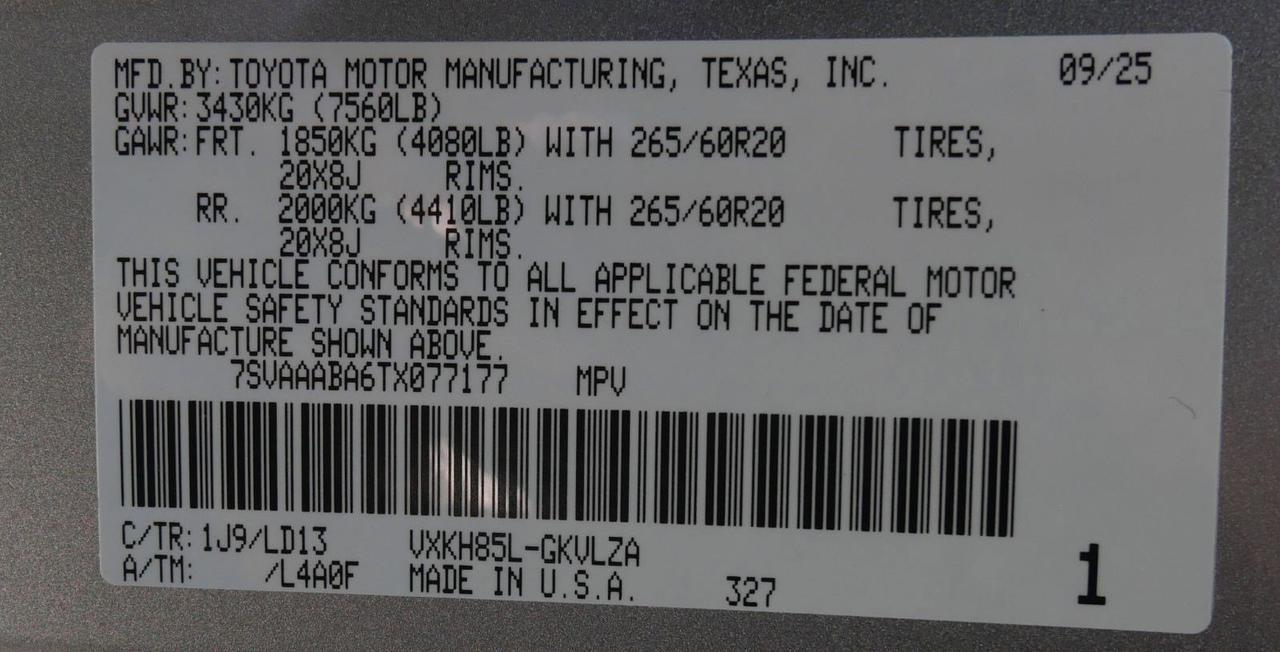 MFD.BY: TOYOTA MOTOR MANUFACTURING, TEXAS, INC. 09/25
GVWR: 3430KG (7560LB)
GAWR: FRT. 1850KG (4080LB) WITH 265/60R20 TIRES,
20X8J RIMS.
RR. 2000KG (4410LB) WITH 265/60R20 TIRES,
20X8J RIMS.
THIS VEHICLE CONFORMS TO ALL APPLICABLE FEDERAL MOTOR
VEHICLE SAFETY STANDARDS IN EFFECT ON THE DATE OF
MANUFACTURE SHOWN ABOVE.
7SVAAABA6TX077177 MPV
C/TR: 1J9/LD13 VXKH85L-GKVLZA
A/TM: /L4A0F MADE IN U.S.A. 327 1